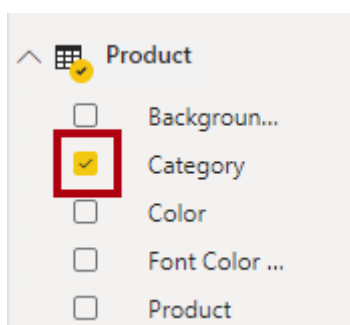 Product
Backgroun...
Category
Color
Font Color ...
Product